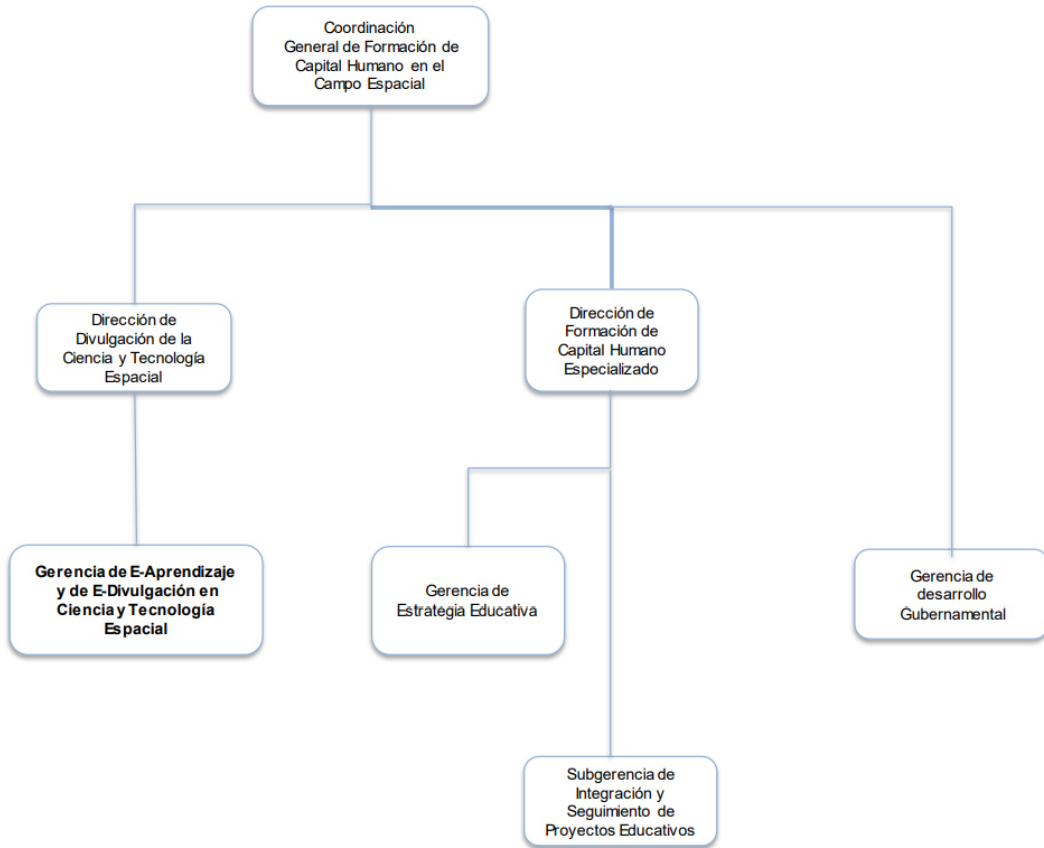 Coordinación
General de Formación de
Capital Humano en el
Campo Espacial
Dirección de
Divulgación de la
Ciencia y Tecnología
Espacial
Dirección de
Formación de
Capital Humano
Especializado
Gerencia de E-Aprendizaje
y de E-Divulgación en
Ciencia y Tecnología
Espacial
Gerencia de
Estrategia Educativa
Gerencia de
desarrollo
Gubernamental
Subgerencia de
Integración y
Seguimiento de
Proyectos Educativos